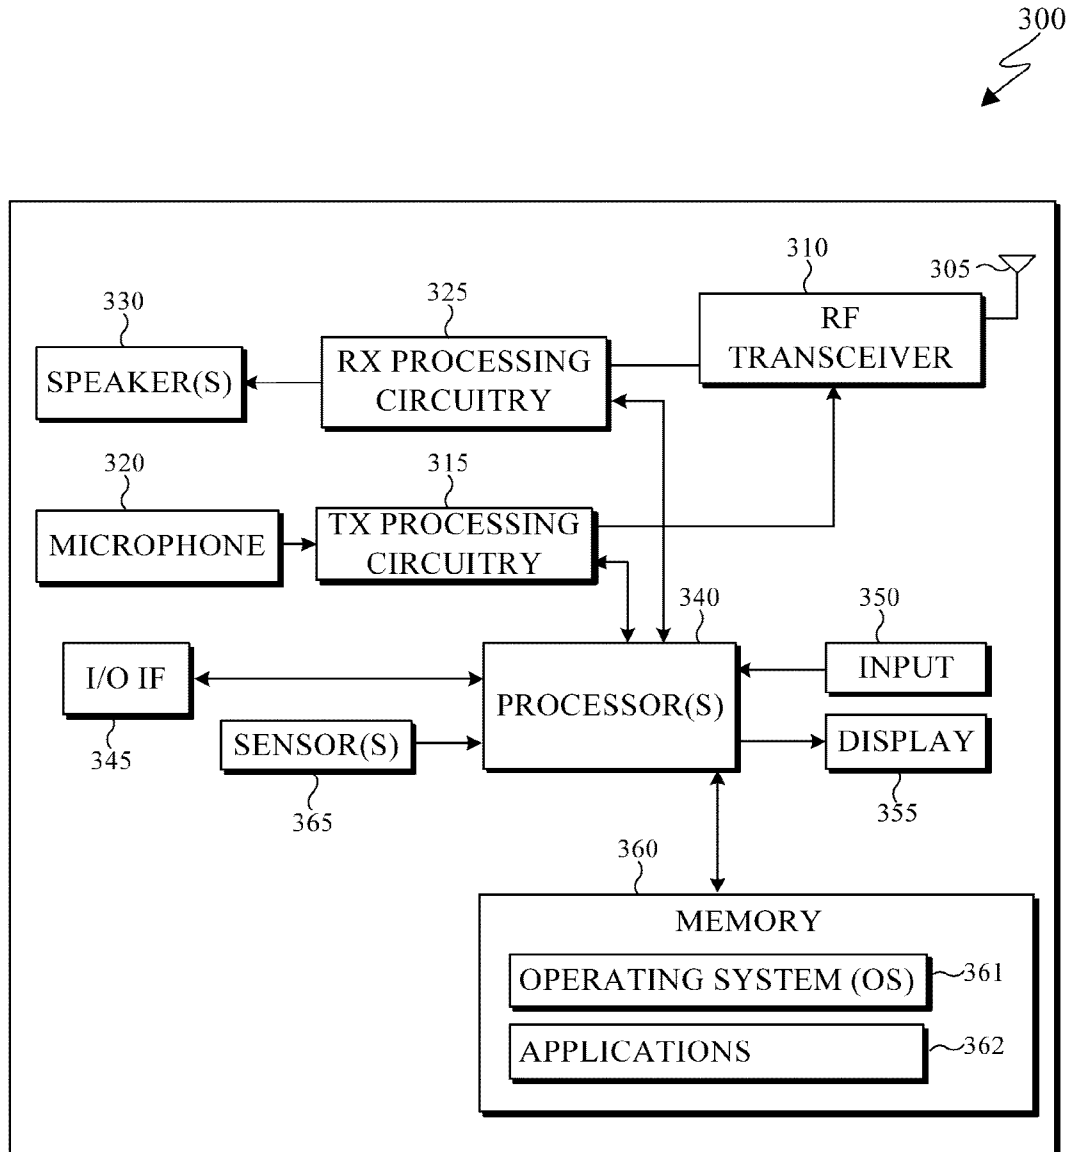 300
310
305
330
325
RF
TRANSCEIVER
SPEAKER(S)
RX PROCESSING
CIRCUITRY
320
315
MICROPHONE
TX PROCESSING
CIRCUITRY
340
350
I/O IF
PROCESSOR(S)
INPUT
345
SENSOR(S)
DISPLAY
365
355
360
MEMORY
OPERATING SYSTEM (OS)
361
APPLICATIONS
362